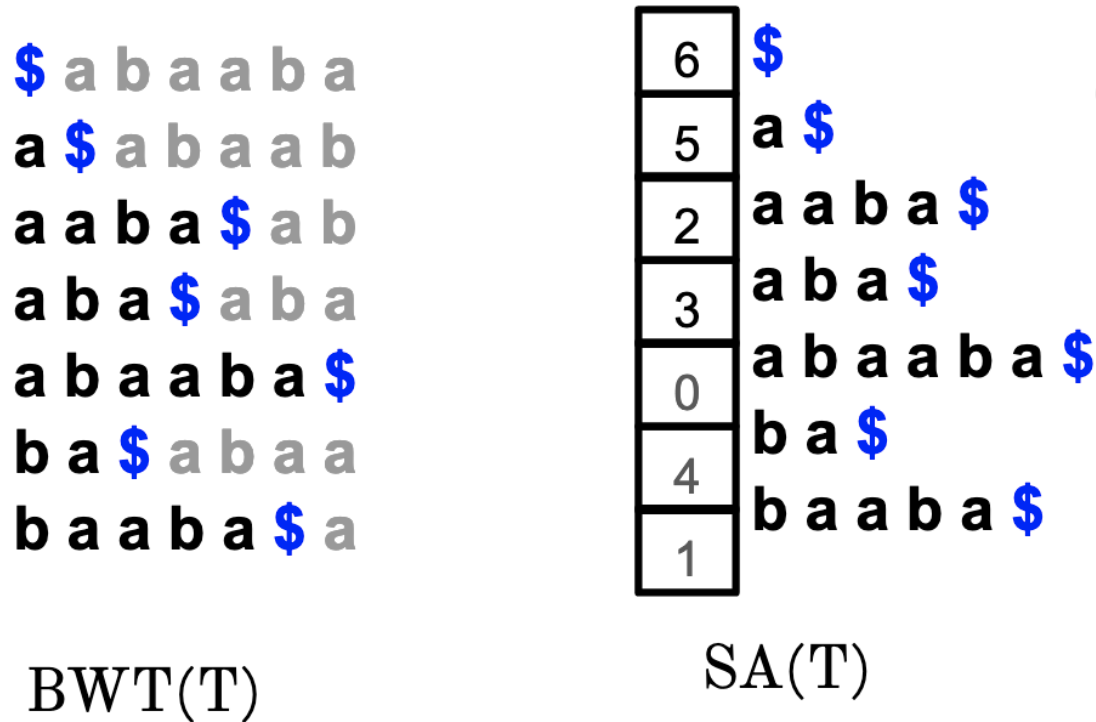 $ a b a a b a
a $ a b a a b
a a b a $ a b
a b a $ a b a
a b a a b a $
b a $ a b a a
b a a b a $ a
BWT(T)
6 $
5 a $
2 a a b a $
3 a b a $
0 a b a a b a $
4 b a $
1 b a a b a $
SA(T)